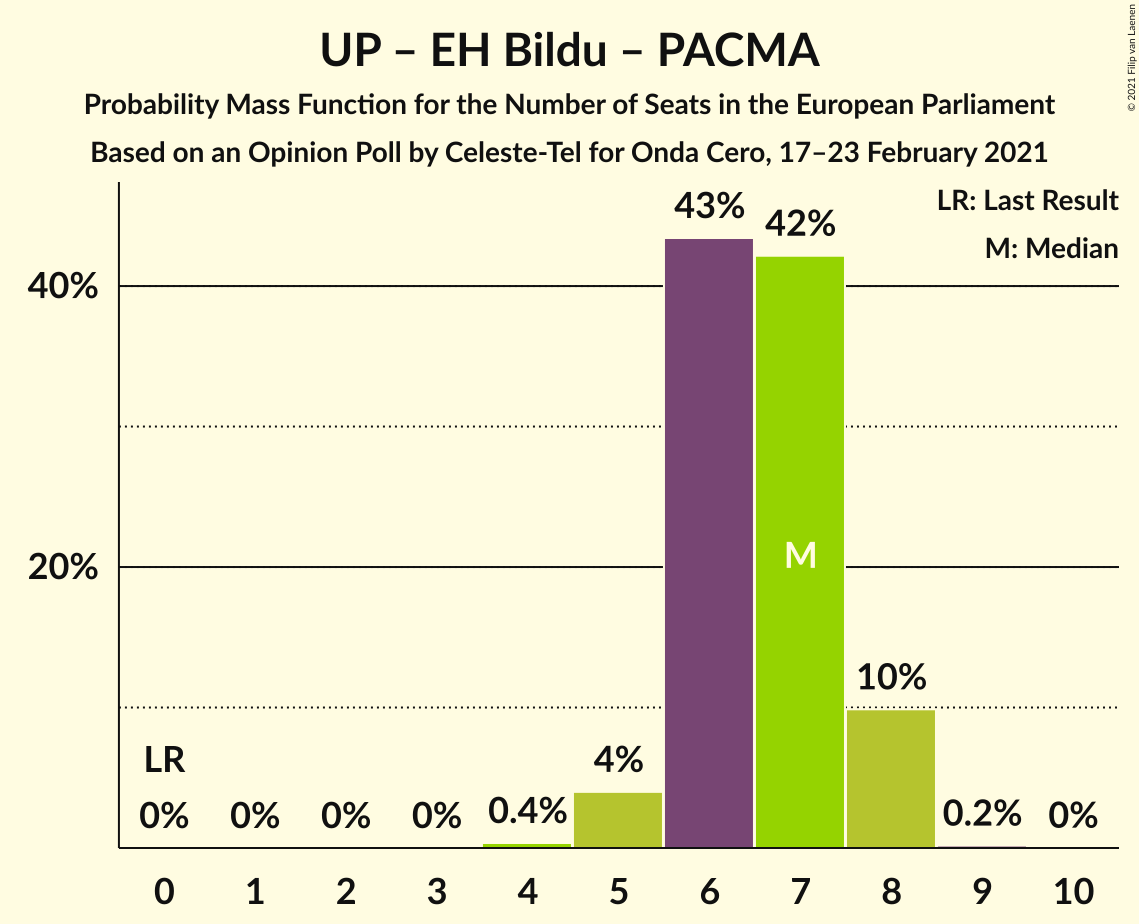 UP – EH Bildu – PACMA
Probability Mass Function for the Number of Seats in the European Parliament
Based on an Opinion Poll by Celeste-Tel for Onda Cero, 17–23 February 2021
© 2021 Filip van Laenen
LR: Last Result
M: Median
43%
42%
40%
M
20%
10%
LR
4%
0% 0% 0% 0% 0.4% 0.2% 0%
0 1 2 3 4 5 6 7 8 9 10